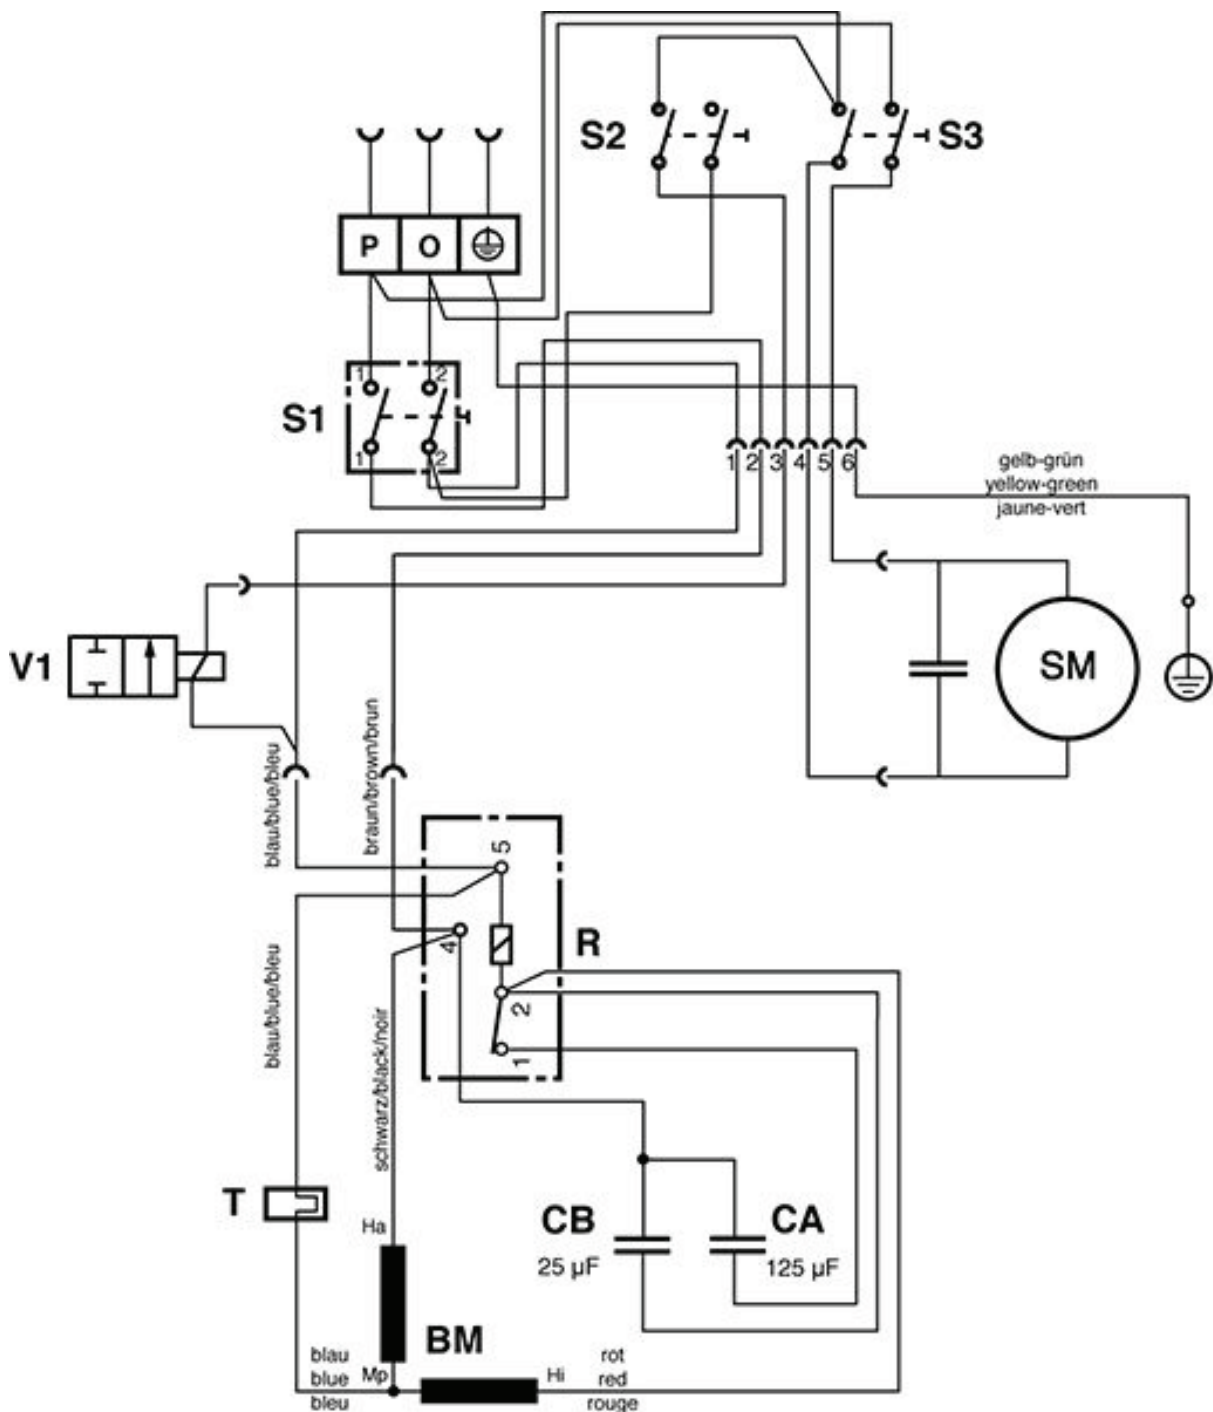 S2
S3
P
O
1
2
S1
1
2
1
2
3
4
5
6
gelb-grün
yellow-green
jaune-vert
V1
SM
blau/blue/bleu
braun/brown/brun
5
4
R
2
1
blau/blue/bleu
schwarz/black/noir
T
Ha
CB
CA
25 µF
125 µF
BM
blau
blue
bleu
Mp
Hi
rot
red
rouge